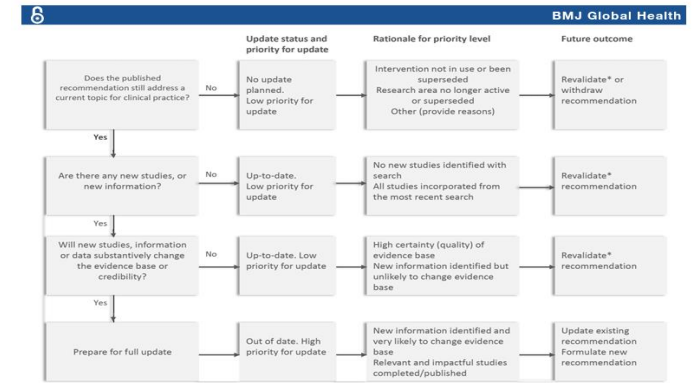 BMJ Global Health
Update status and
priority for update
Rationale for priority level
Future outcome
Does the published
recommendation still address a
current topic for clinical practice?
No
No update
planned.
Low priority for
update
Intervention not in use or been
superseded
Research area no longer active
or superseded
Other (provide reasons)
Revalidate* or
withdraw
recommendation
Yes
Are there any new studies, or
new information?
No
Up-to-date.
Low priority for
update
No new studies identified with
search
All studies incorporated from
the most recent search
Revalidate*
recommendation
Yes
Will new studies, information
or data substantively change
the evidence base or
credibility?
No
Up-to-date. Low
priority for update
High certainty (quality) of
evidence base
New information identified but
unlikely to change evidence
base
Revalidate*
recommendation
Yes
Prepare for full update
Out of date. High
priority for update
New information identified and
very likely to change evidence
base
Relevant and impactful studies
completed/published
Update existing
recommendation
Formulate new
recommendation